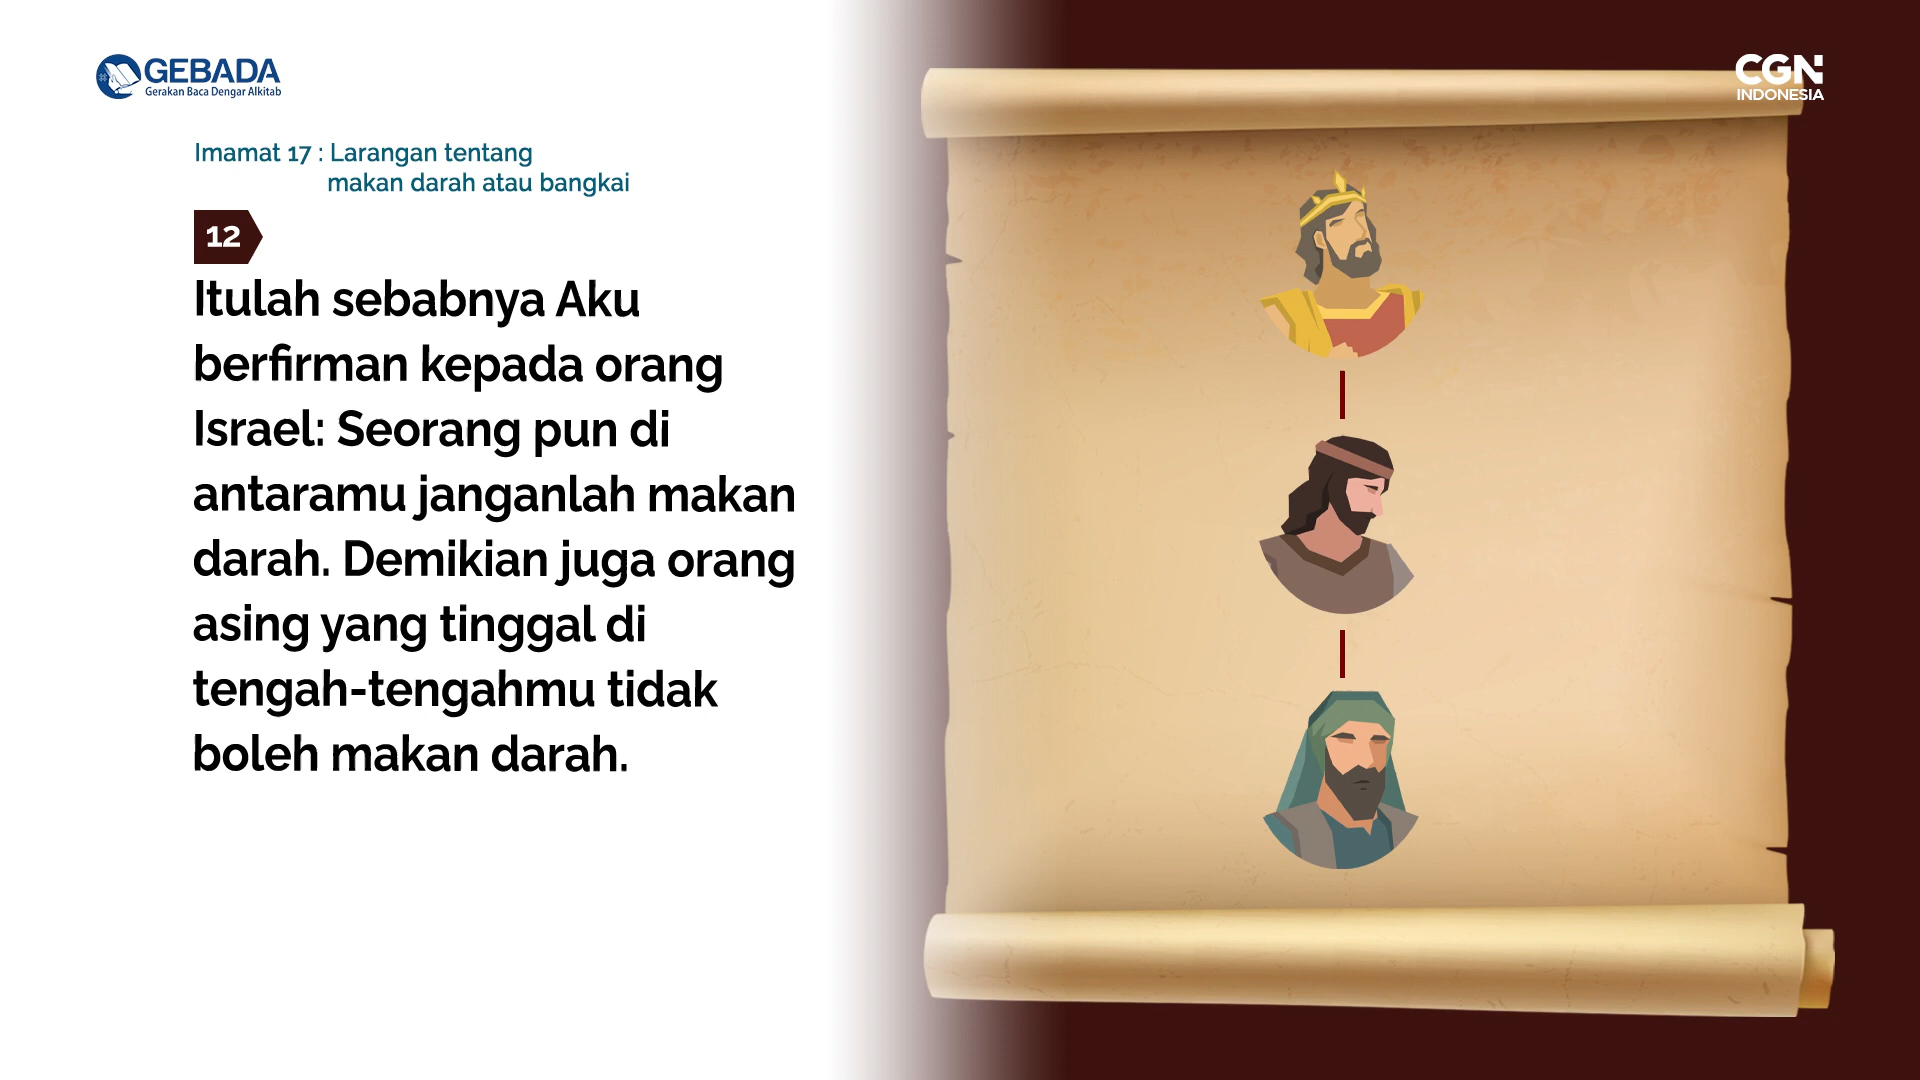 GEBADA
Gerakan Baca Dengar Alkitab
CGN
INDONESIA
Imamat 17 : Larangan tentang
makan darah atau bangkai
12
Itulah sebabnya Aku
berfirman kepada orang
Israel: Seorang pun di
antaramu janganlah makan
darah. Demikian juga orang
asing yang tinggal di
tengah-tengahmu tidak
boleh makan darah.